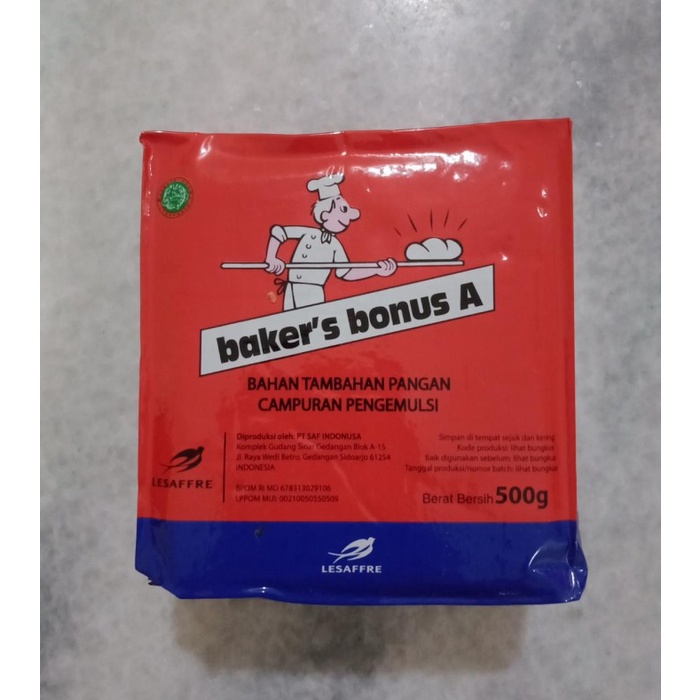 baker's bonus A
BAHAN TAMBAHAN PANGAN
CAMPURAN PENGEMULSI
LESAFFRE
Diproduksi oleh: PT SAF INDONUSA
Komplek Gudang Sinar Gedangan Blok A-15
Jl. Raya Wedi Betro, Gedangan Sidoarjo 61254
INDONESIA
BPOM RI MD 678313029106
LPPOM MUI: 00210050550509
Simpan di tempat sejuk dan kering
Kode produksi: lihat bungkus
Baik digunakan sebelum: lihat bungkus
Tanggal produksi/nomor batch: lihat bungkus
Berat Bersih 500g
LESAFFRE